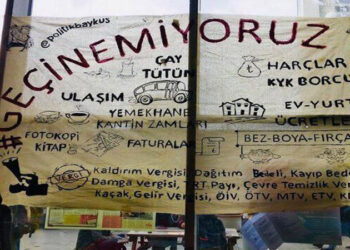 @politikbaykus
#GEÇİNEMİYORUZ
ÇAY
TÜTÜN
HARÇLAR
KYK BORCU
ULAŞIM
YEMEKHANE
KANTİN ZAMLARI
EV-YURT
ÜCRETLERİ
FOTOKOPİ
KİTAP
FATURALAR
BEZ-BOYA-FIRÇA
VERGİ
Kaldırım Vergisi, Dağıtım Bedeli, Kayıp Bede
Damga Vergisi, TRT Payı, Çevre Temizlik Ver
Kaçak, Gelir Vergisi, ÖİV, ÖTV, MTV, ETV, K